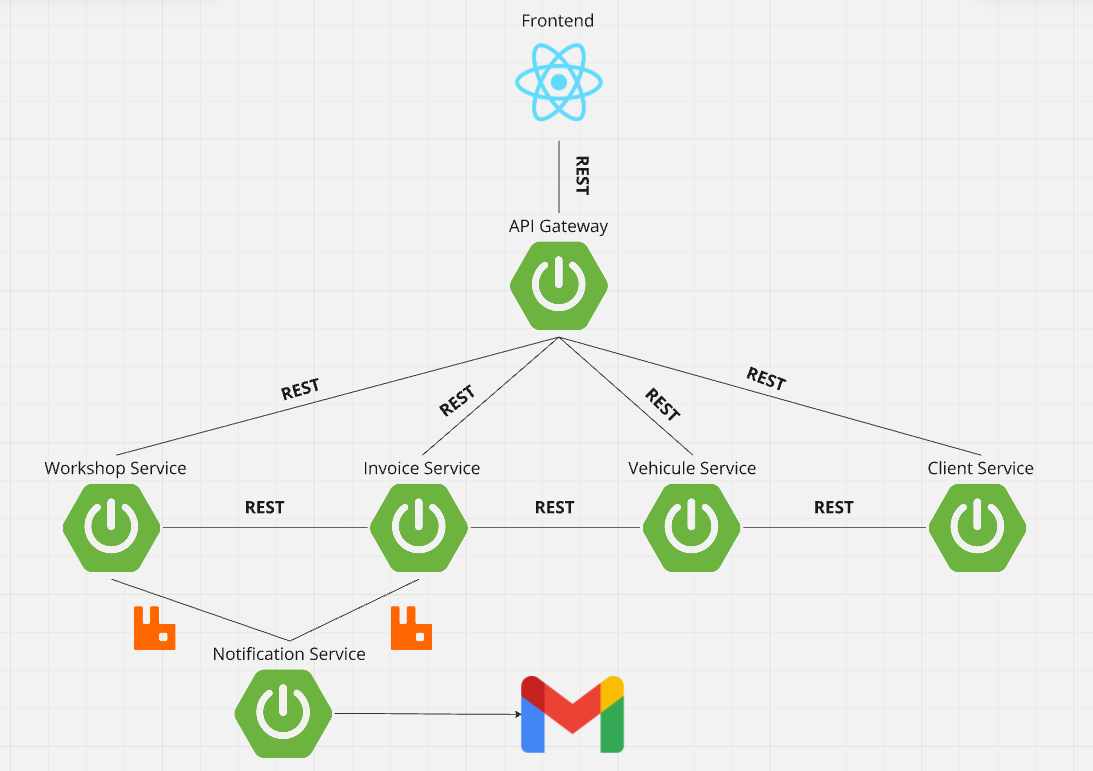 Frontend
REST
API Gateway
REST
REST
REST
REST
Workshop Service
Invoice Service
Vehicule Service
Client Service
REST
REST
REST
Notification Service